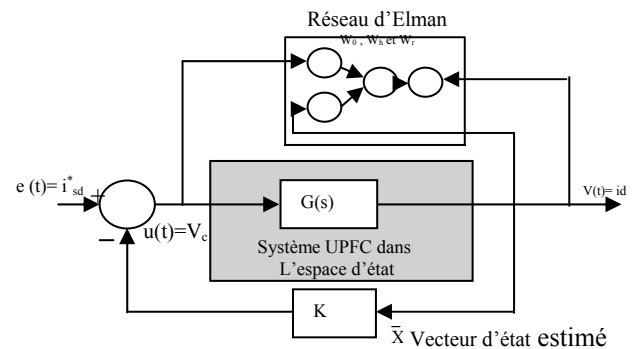 Réseau d'Elman
W₀ , Wₕ et Wᵣ
e (t)= i*sd
+
−
u(t)=Vc
G(s)
Système UPFC dans
L'espace d'état
V(t)= id
K
X̄ Vecteur d'état estimé